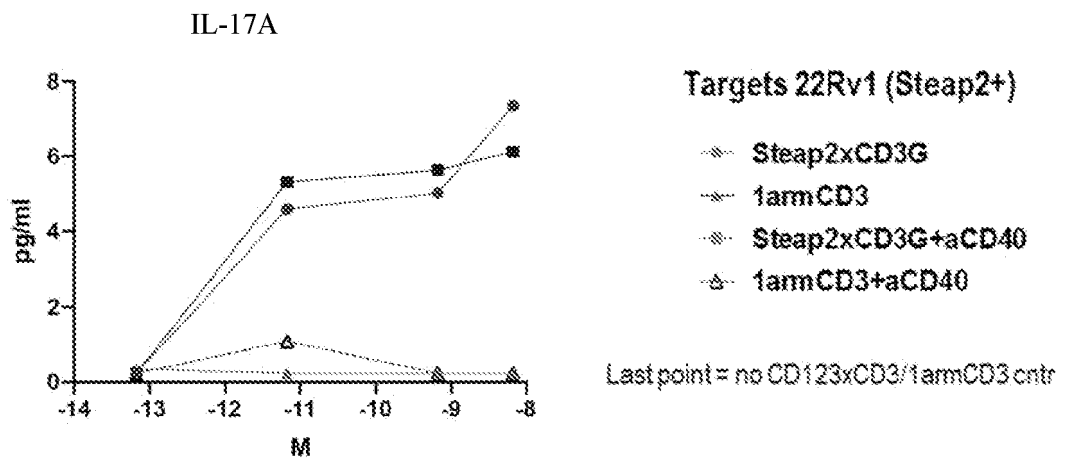 IL-17A
8
6
4
2
0
pg/ml
-14 -13 -12 -11 -10 -9 -8
M
Targets 22Rv1 (Steap2+)
Steap2xCD3G
1armCD3
Steap2xCD3G+aCD40
1armCD3+aCD40
Last point = no CD123xCD3/1armCD3 cntr